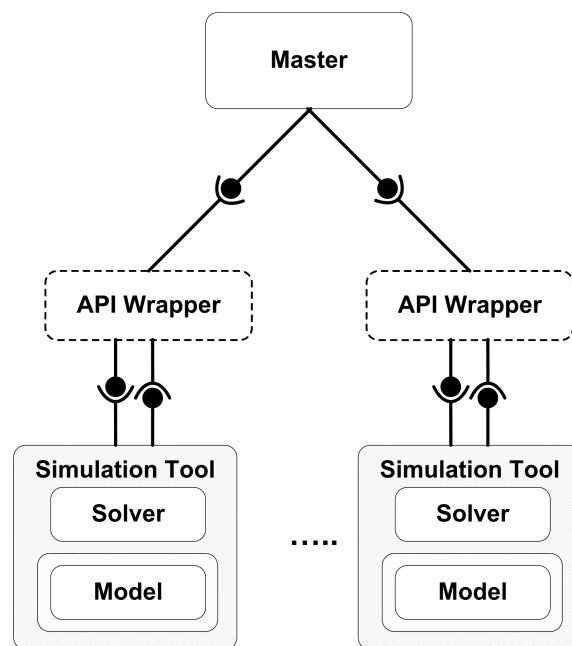 Master
API Wrapper
API Wrapper
Simulation Tool
Solver
Model
.....
Simulation Tool
Solver
Model